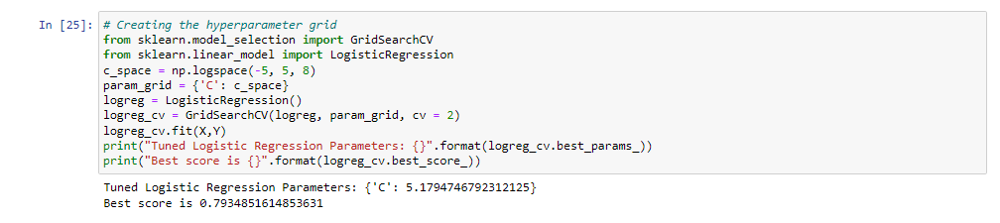 In [25]: # Creating the hyperparameter grid
from sklearn.model_selection import GridSearchCV
from sklearn.linear_model import LogisticRegression
c_space = np.logspace(-5, 5, 8)
param_grid = {'C': c_space}
logreg = LogisticRegression()
logreg_cv = GridSearchCV(logreg, param_grid, cv = 2)
logreg_cv.fit(X,Y)
print("Tuned Logistic Regression Parameters: {}".format(logreg_cv.best_params_))
print("Best score is {}".format(logreg_cv.best_score_))
Tuned Logistic Regression Parameters: {'C': 5.1794746792312125}
Best score is 0.7934851614853631